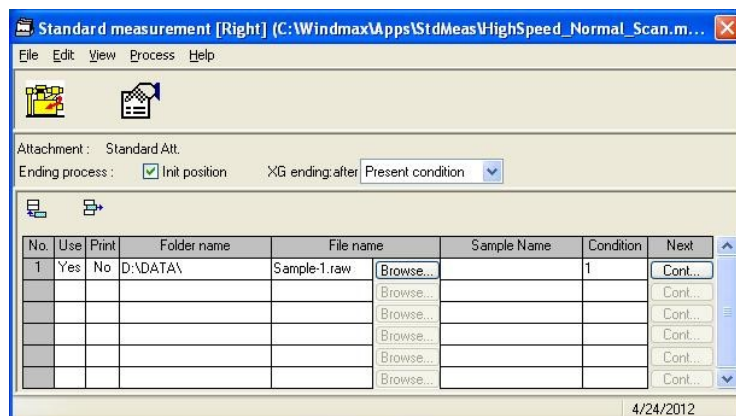 Standard measurement [Right] (C:\Windmax\Apps\StdMeas\HighSpeed_Normal_Scan.m...
File Edit View Process Help
Attachment : Standard Att.
Ending process : Init position XG ending:after Present condition
No. Use Print Folder name File name Sample Name Condition Next
1 Yes No D:\DATA\ Sample-1.raw Browse... 1 Cont...
Browse... Cont...
Browse... Cont...
Browse... Cont...
Browse... Cont...
Browse... Cont...
4/24/2012